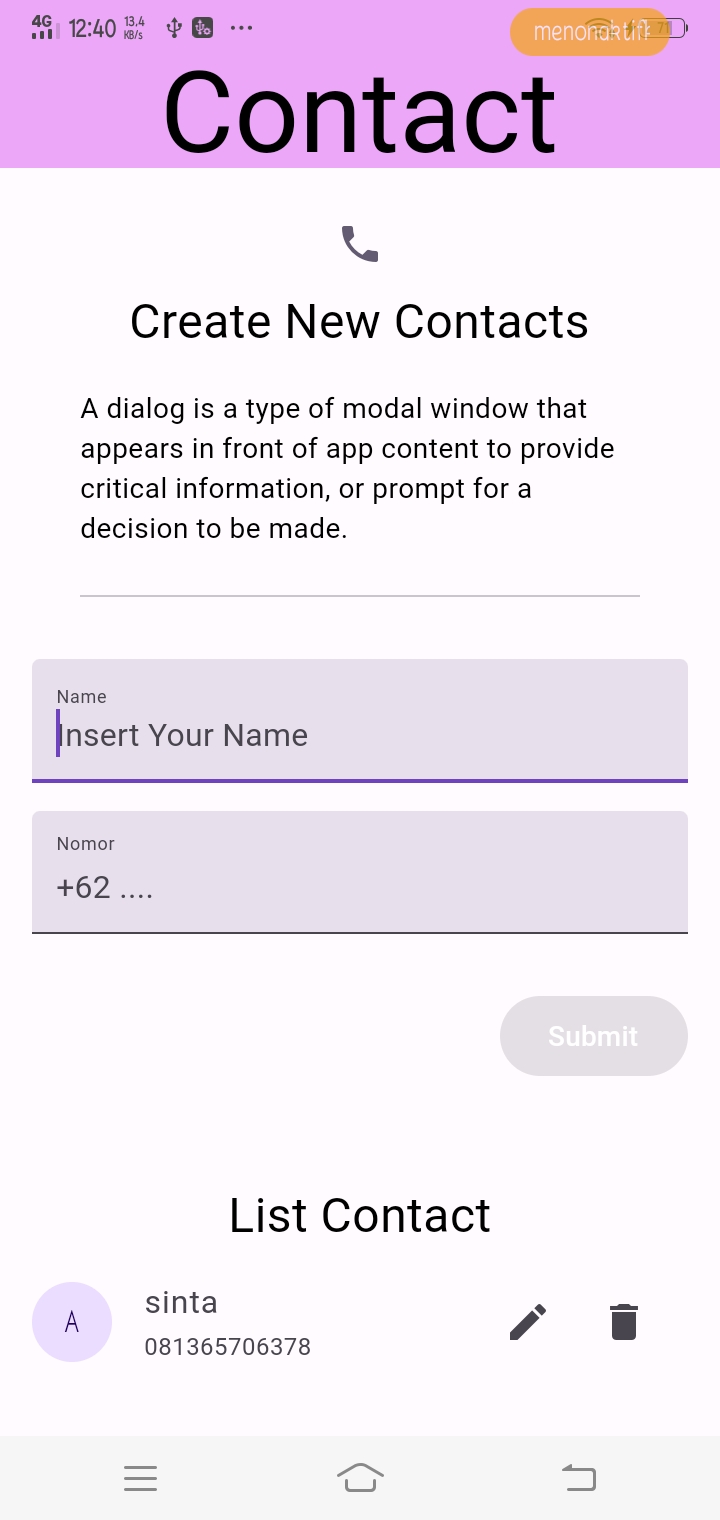 4G 12:40 13.4 KB/s
menonaktifk 71
Contact
Create New Contacts
A dialog is a type of modal window that
appears in front of app content to provide
critical information, or prompt for a
decision to be made.
Name
Insert Your Name
Nomor
+62 ....
Submit
List Contact
A
sinta
081365706378